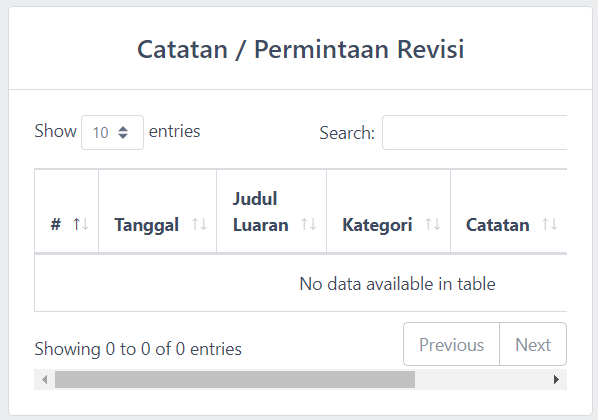 Catatan / Permintaan Revisi
Show 10 entries
Search:
# Tanggal Judul Luaran Kategori Catatan
No data available in table
Showing 0 to 0 of 0 entries
Previous Next